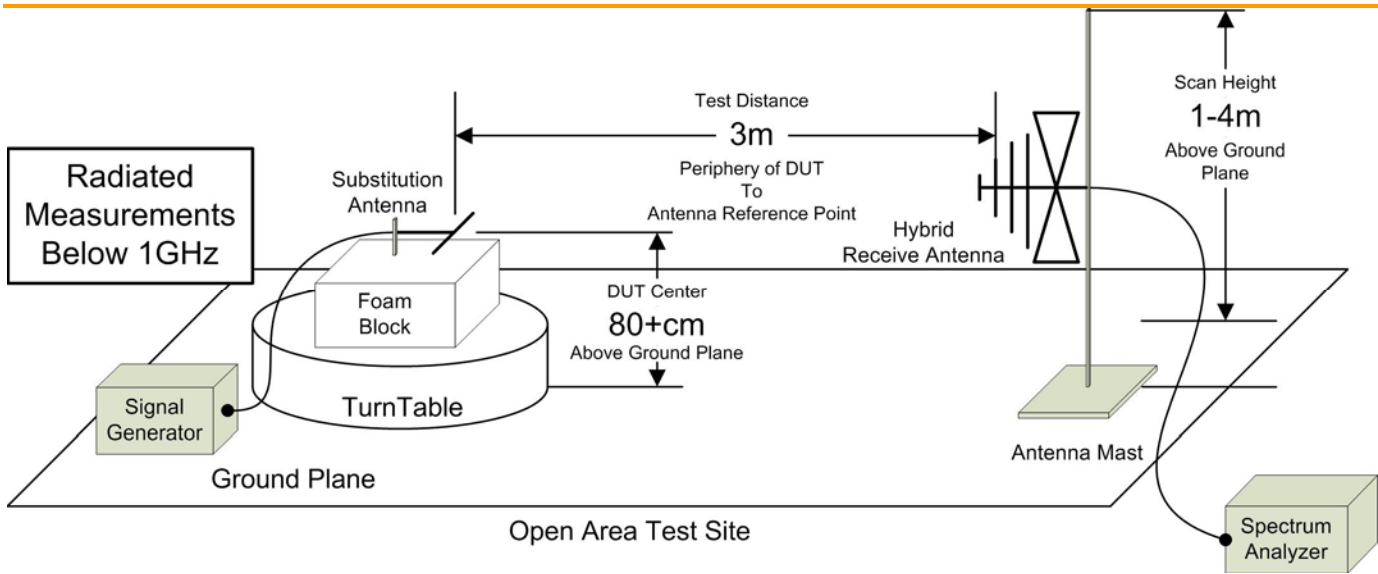 Radiated
Measurements
Below 1GHz
Substitution
Antenna
Test Distance
3m
Periphery of DUT
To
Antenna Reference Point
Scan Height
1-4m
Above Ground
Plane
Hybrid
Receive Antenna
Foam
Block
DUT Center
80+cm
Above Ground Plane
Signal
Generator
TurnTable
Antenna Mast
Ground Plane
Open Area Test Site
Spectrum
Analyzer